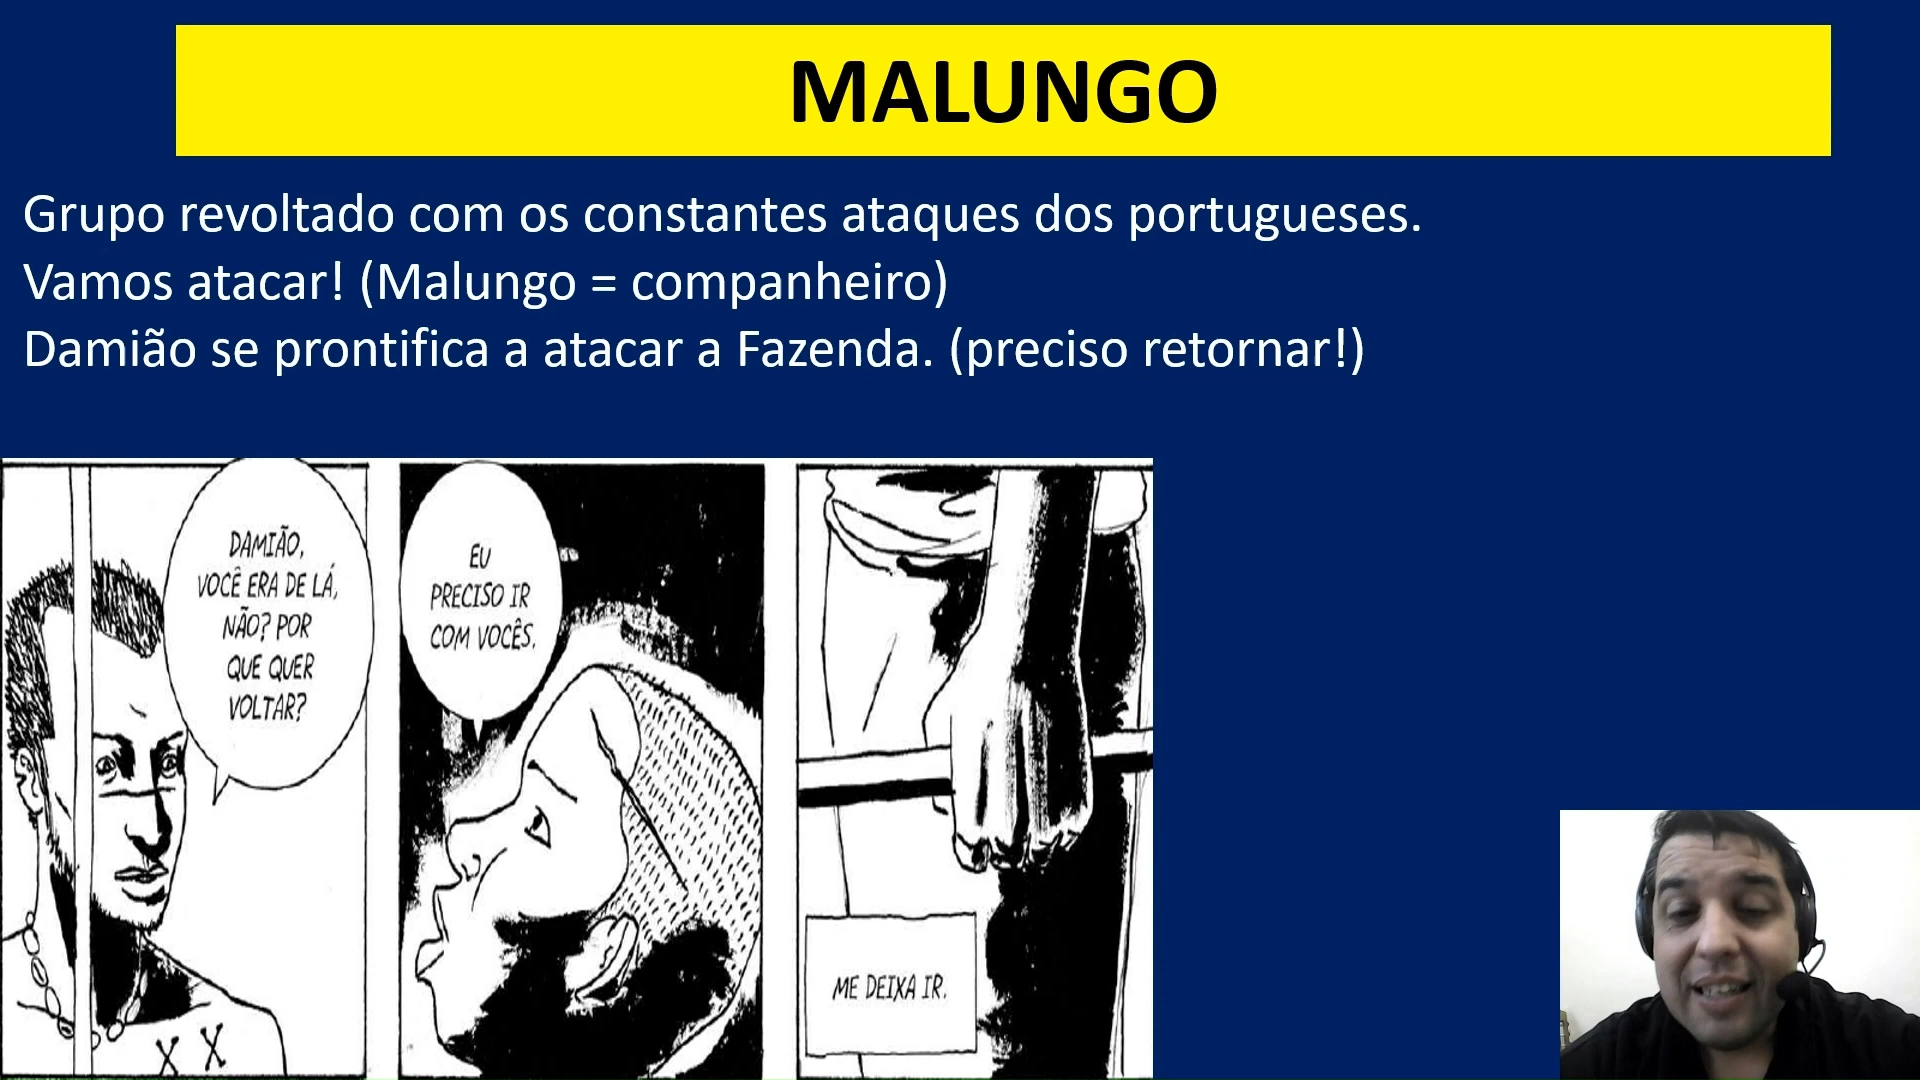 MALUNGO
Grupo revoltado com os constantes ataques dos portugueses.
Vamos atacar! (Malungo = companheiro)
Damião se prontifica a atacar a Fazenda. (preciso retornar!)
DAMIÃO,
VOCÊ ERA DE LÁ,
NÃO? POR
QUE QUER
VOLTAR?
EU
PRECISO IR
COM VOCÊS.
ME DEIXA IR.